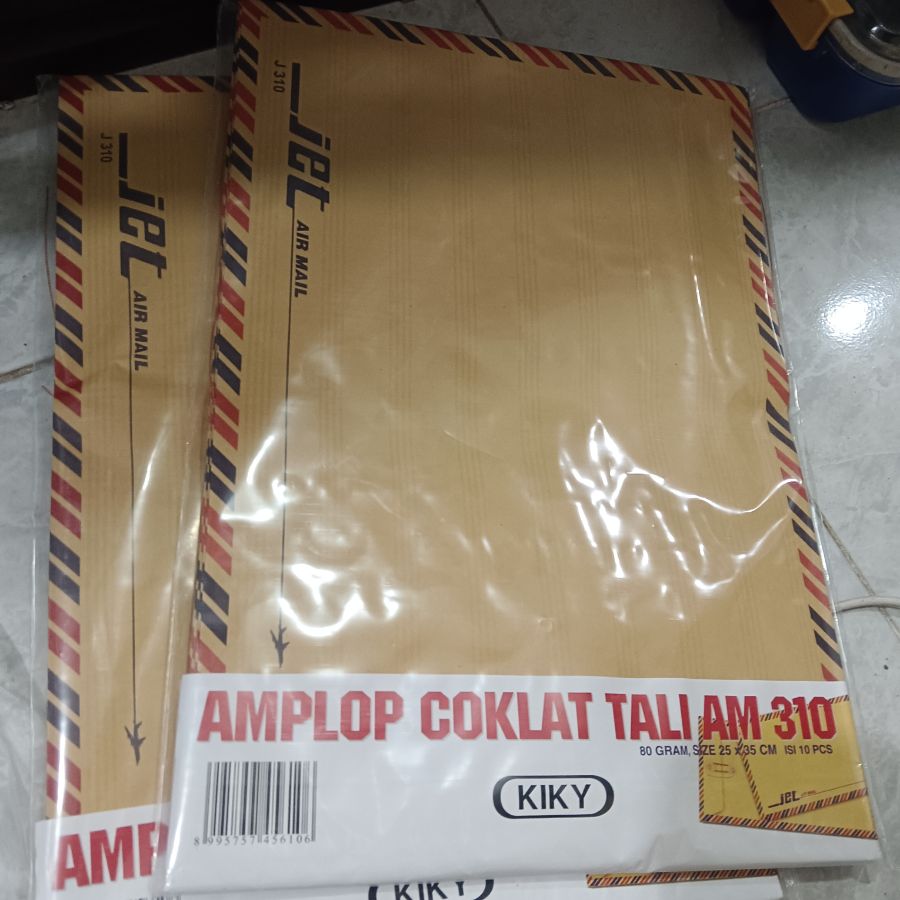 J 310
Jet
AIR MAIL
J 310
Jet
AIR MAIL
AMPLOP COKLAT TALI AM 310
80 GRAM, SIZE 25 x 35 CM ISI 10 PCS
KIKY
jet
8 995757 456106
AMP
KIKY